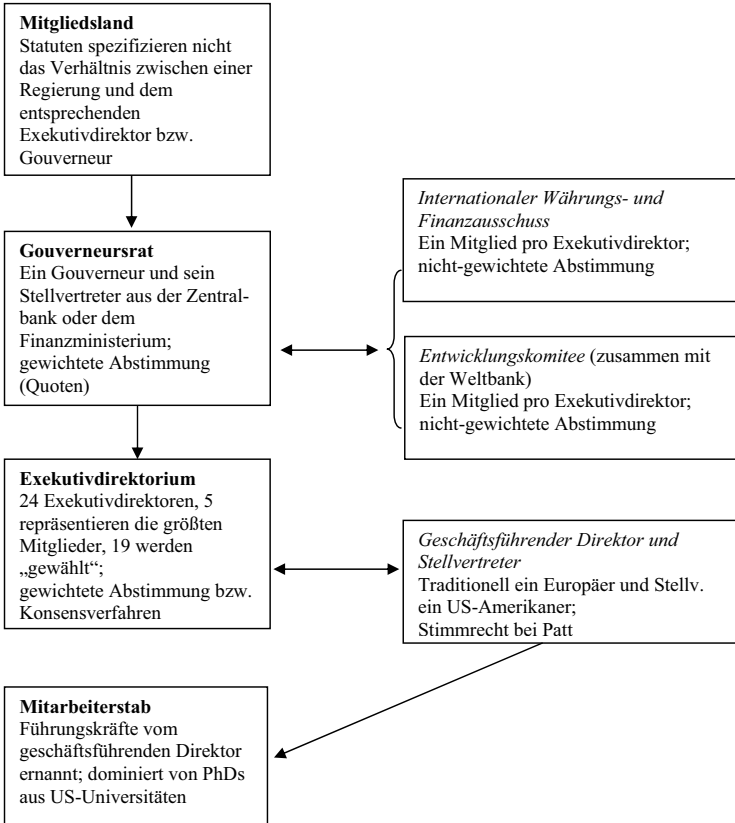 Mitgliedsland
Statuten spezifizieren nicht
das Verhältnis zwischen einer
Regierung und dem
entsprechenden
Exekutivdirektor bzw.
Gouverneur
Internationaler Währungs- und
Finanzausschuss
Ein Mitglied pro Exekutivdirektor;
nicht-gewichtete Abstimmung
Gouverneursrat
Ein Gouverneur und sein
Stellvertreter aus der Zentral-
bank oder dem
Finanzministerium;
gewichtete Abstimmung
(Quoten)
Entwicklungskomitee (zusammen mit
der Weltbank)
Ein Mitglied pro Exekutivdirektor;
nicht-gewichtete Abstimmung
Exekutivdirektorium
24 Exekutivdirektoren, 5
repräsentieren die größten
Mitglieder, 19 werden
„gewählt“;
gewichtete Abstimmung bzw.
Konsensverfahren
Geschäftsführender Direktor und
Stellvertreter
Traditionell ein Europäer und Stellv.
ein US-Amerikaner;
Stimmrecht bei Patt
Mitarbeiterstab
Führungskräfte vom
geschäftsführenden Direktor
ernannt; dominiert von PhDs
aus US-Universitäten